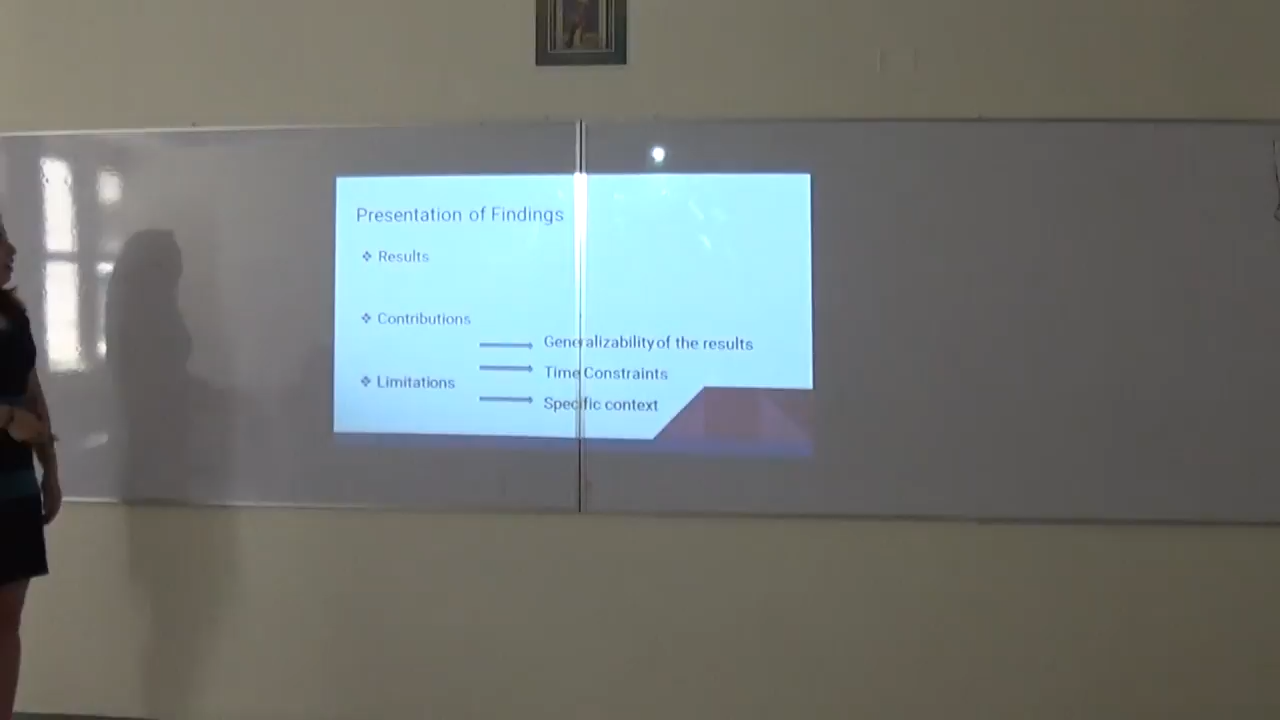 Presentation of Findings
❖ Results
❖ Contributions
Generalizability of the results
Time Constraints
❖ Limitations
Specific context